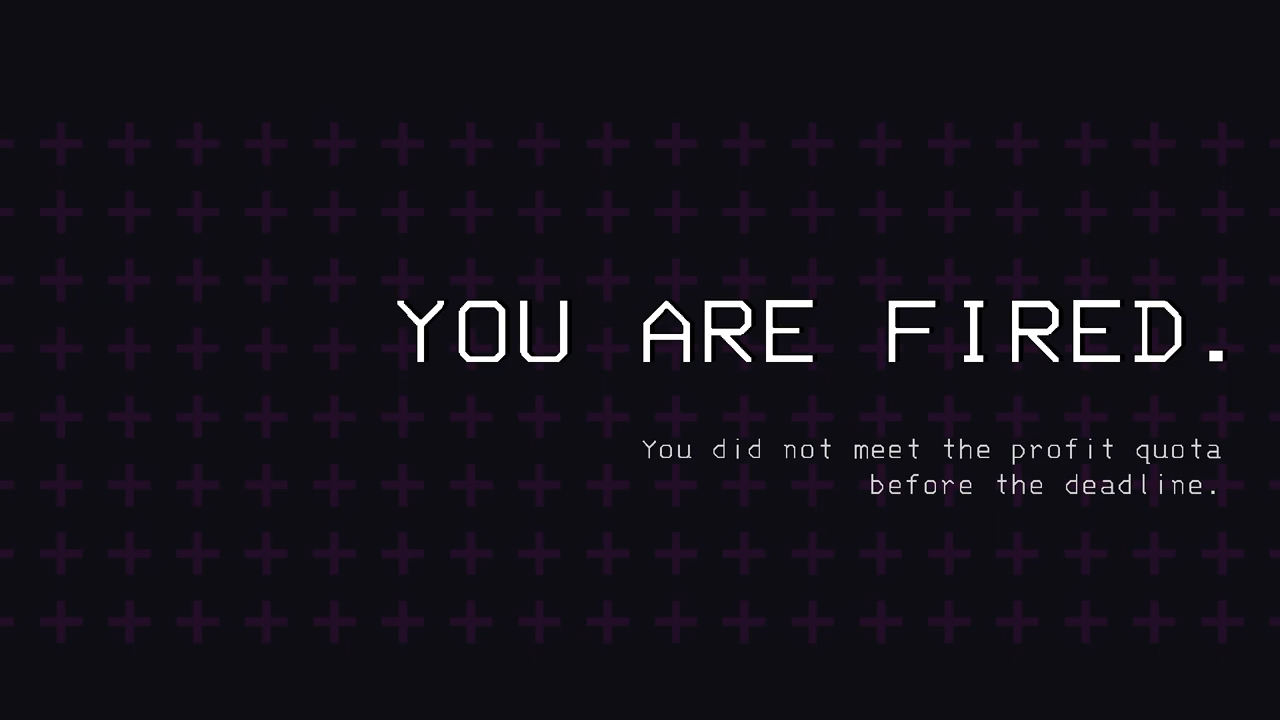 YOU ARE FIRED.
You did not meet the profit quota
before the deadline.